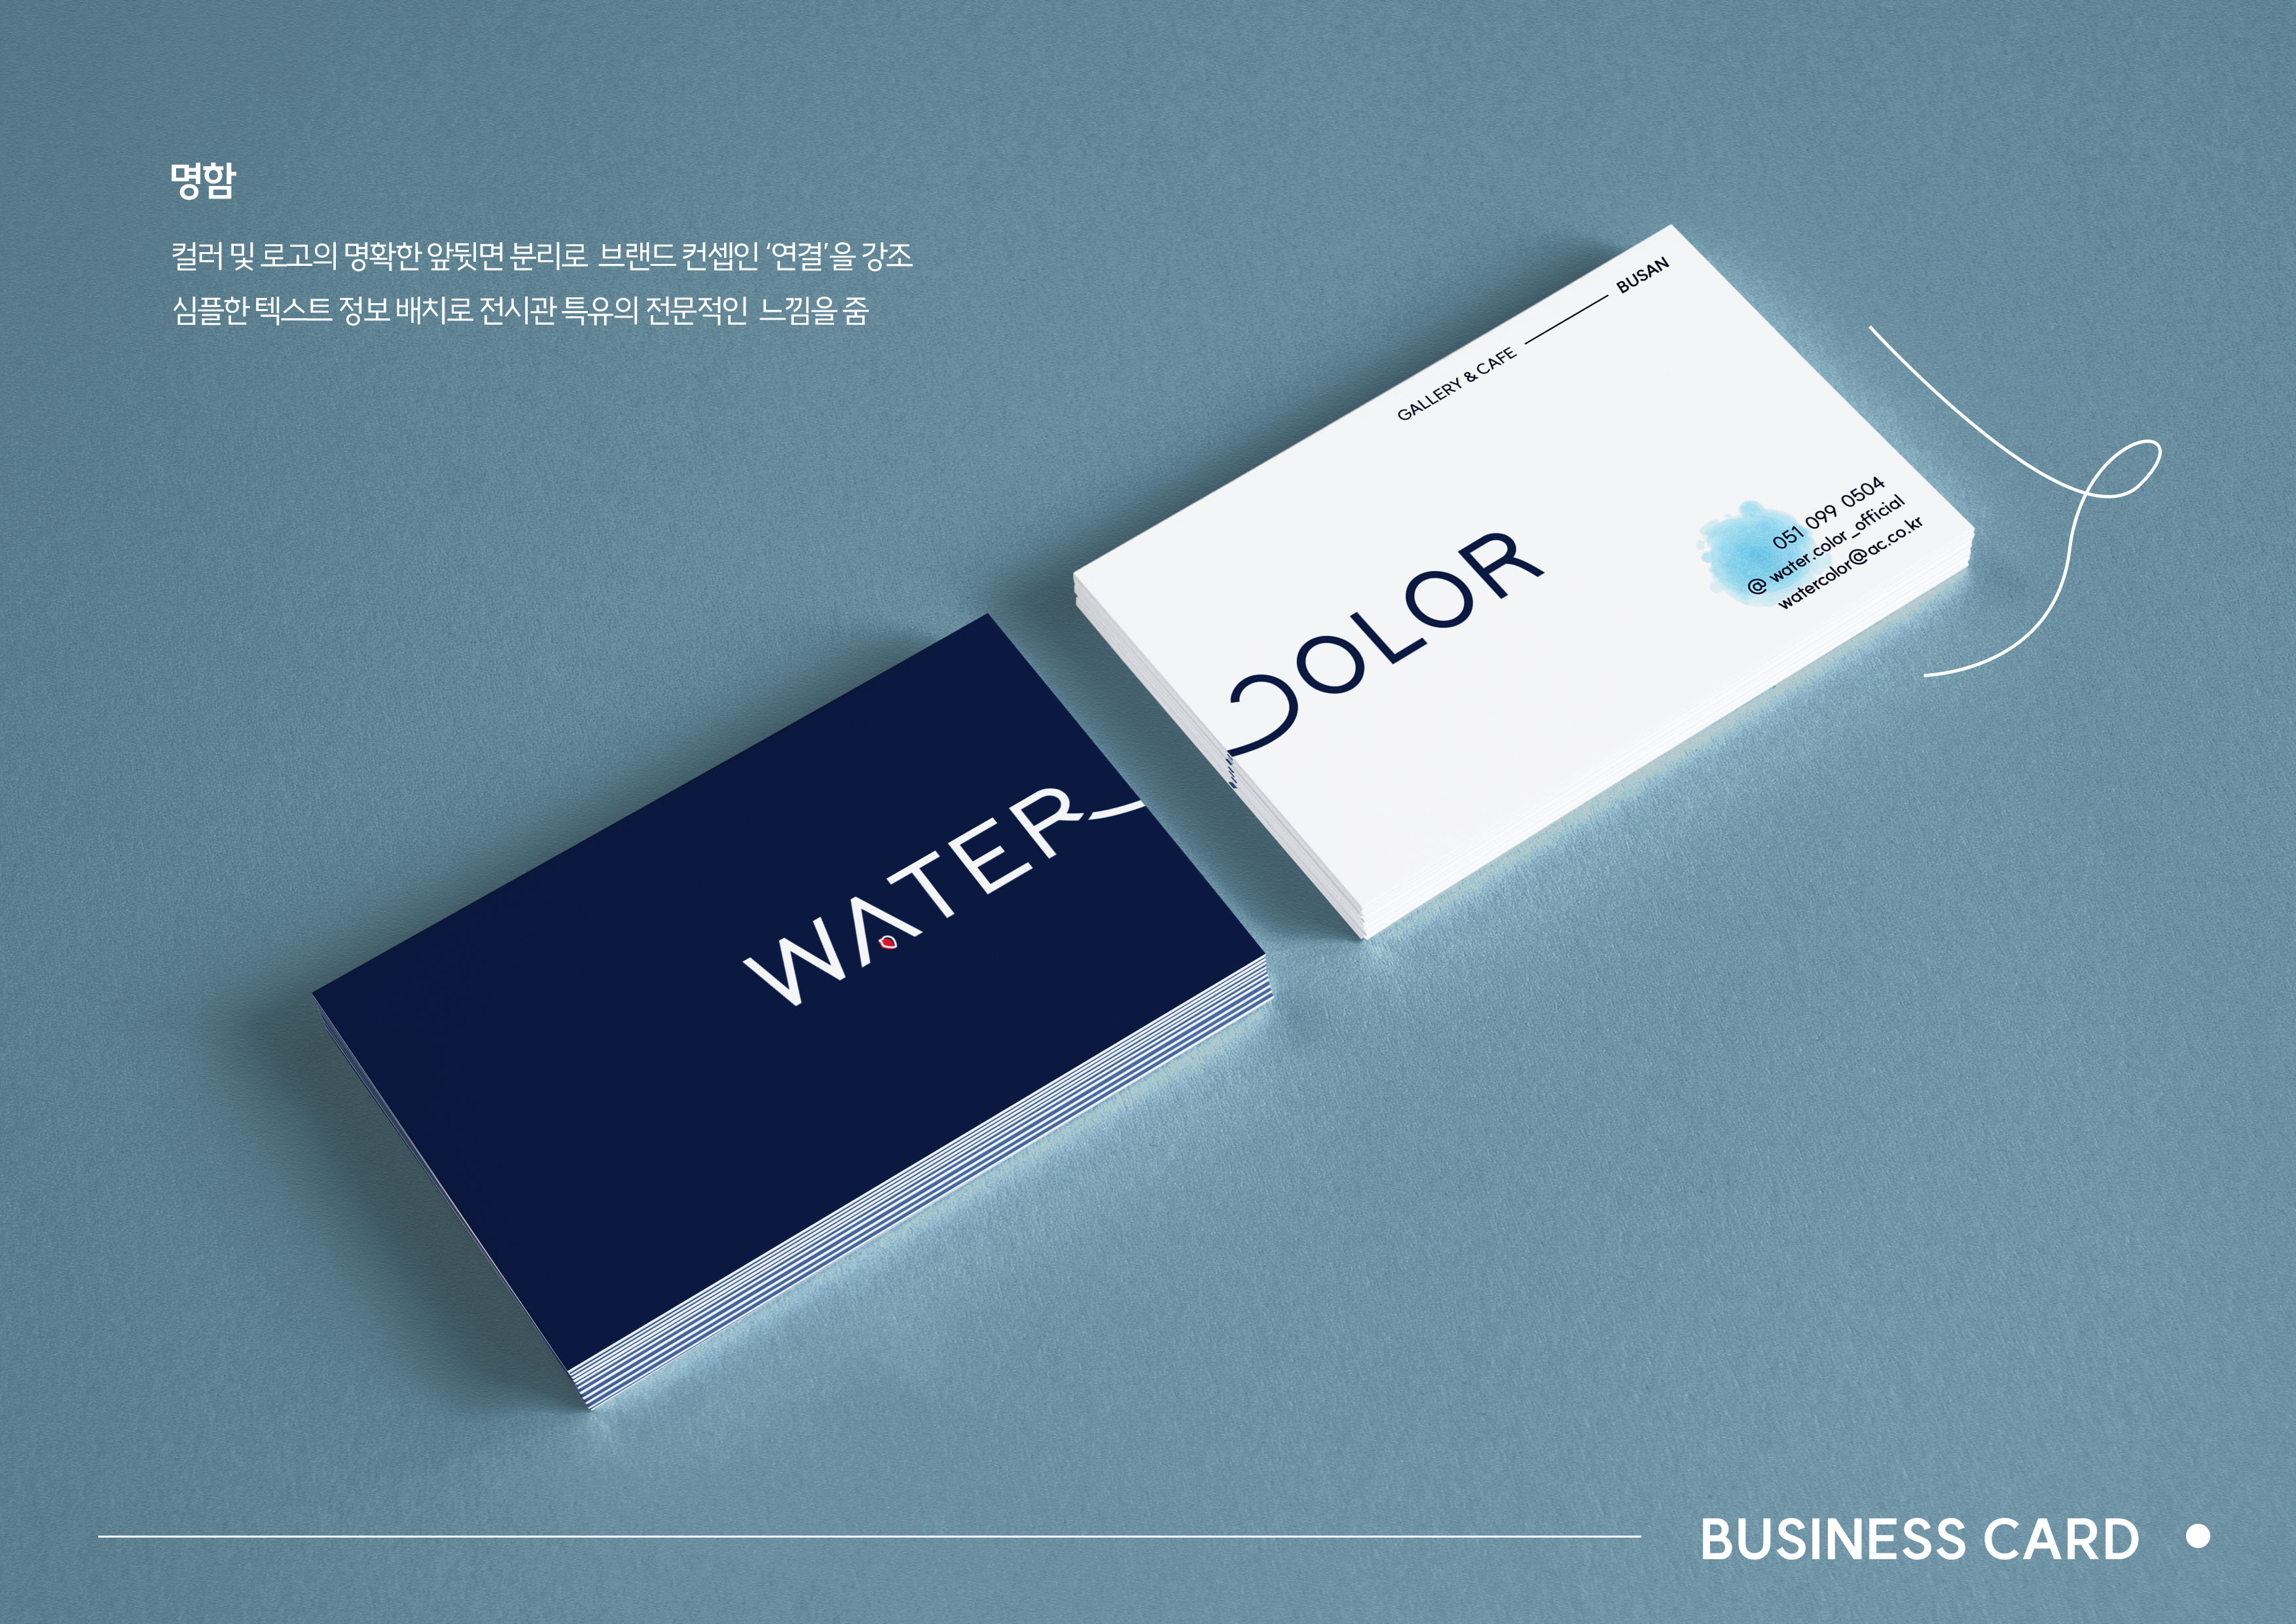 명함
컬러 및 로고의 명확한 앞뒷면 분리로 브랜드 컨셉인 ‘연결’을 강조
심플한 텍스트 정보 배치로 전시관 특유의 전문적인 느낌을 줌
GALLERY & CAFE BUSAN
COLOR
051 099 0504
@ water.color_official
watercolor@ac.co.kr
WATER
BUSINESS CARD